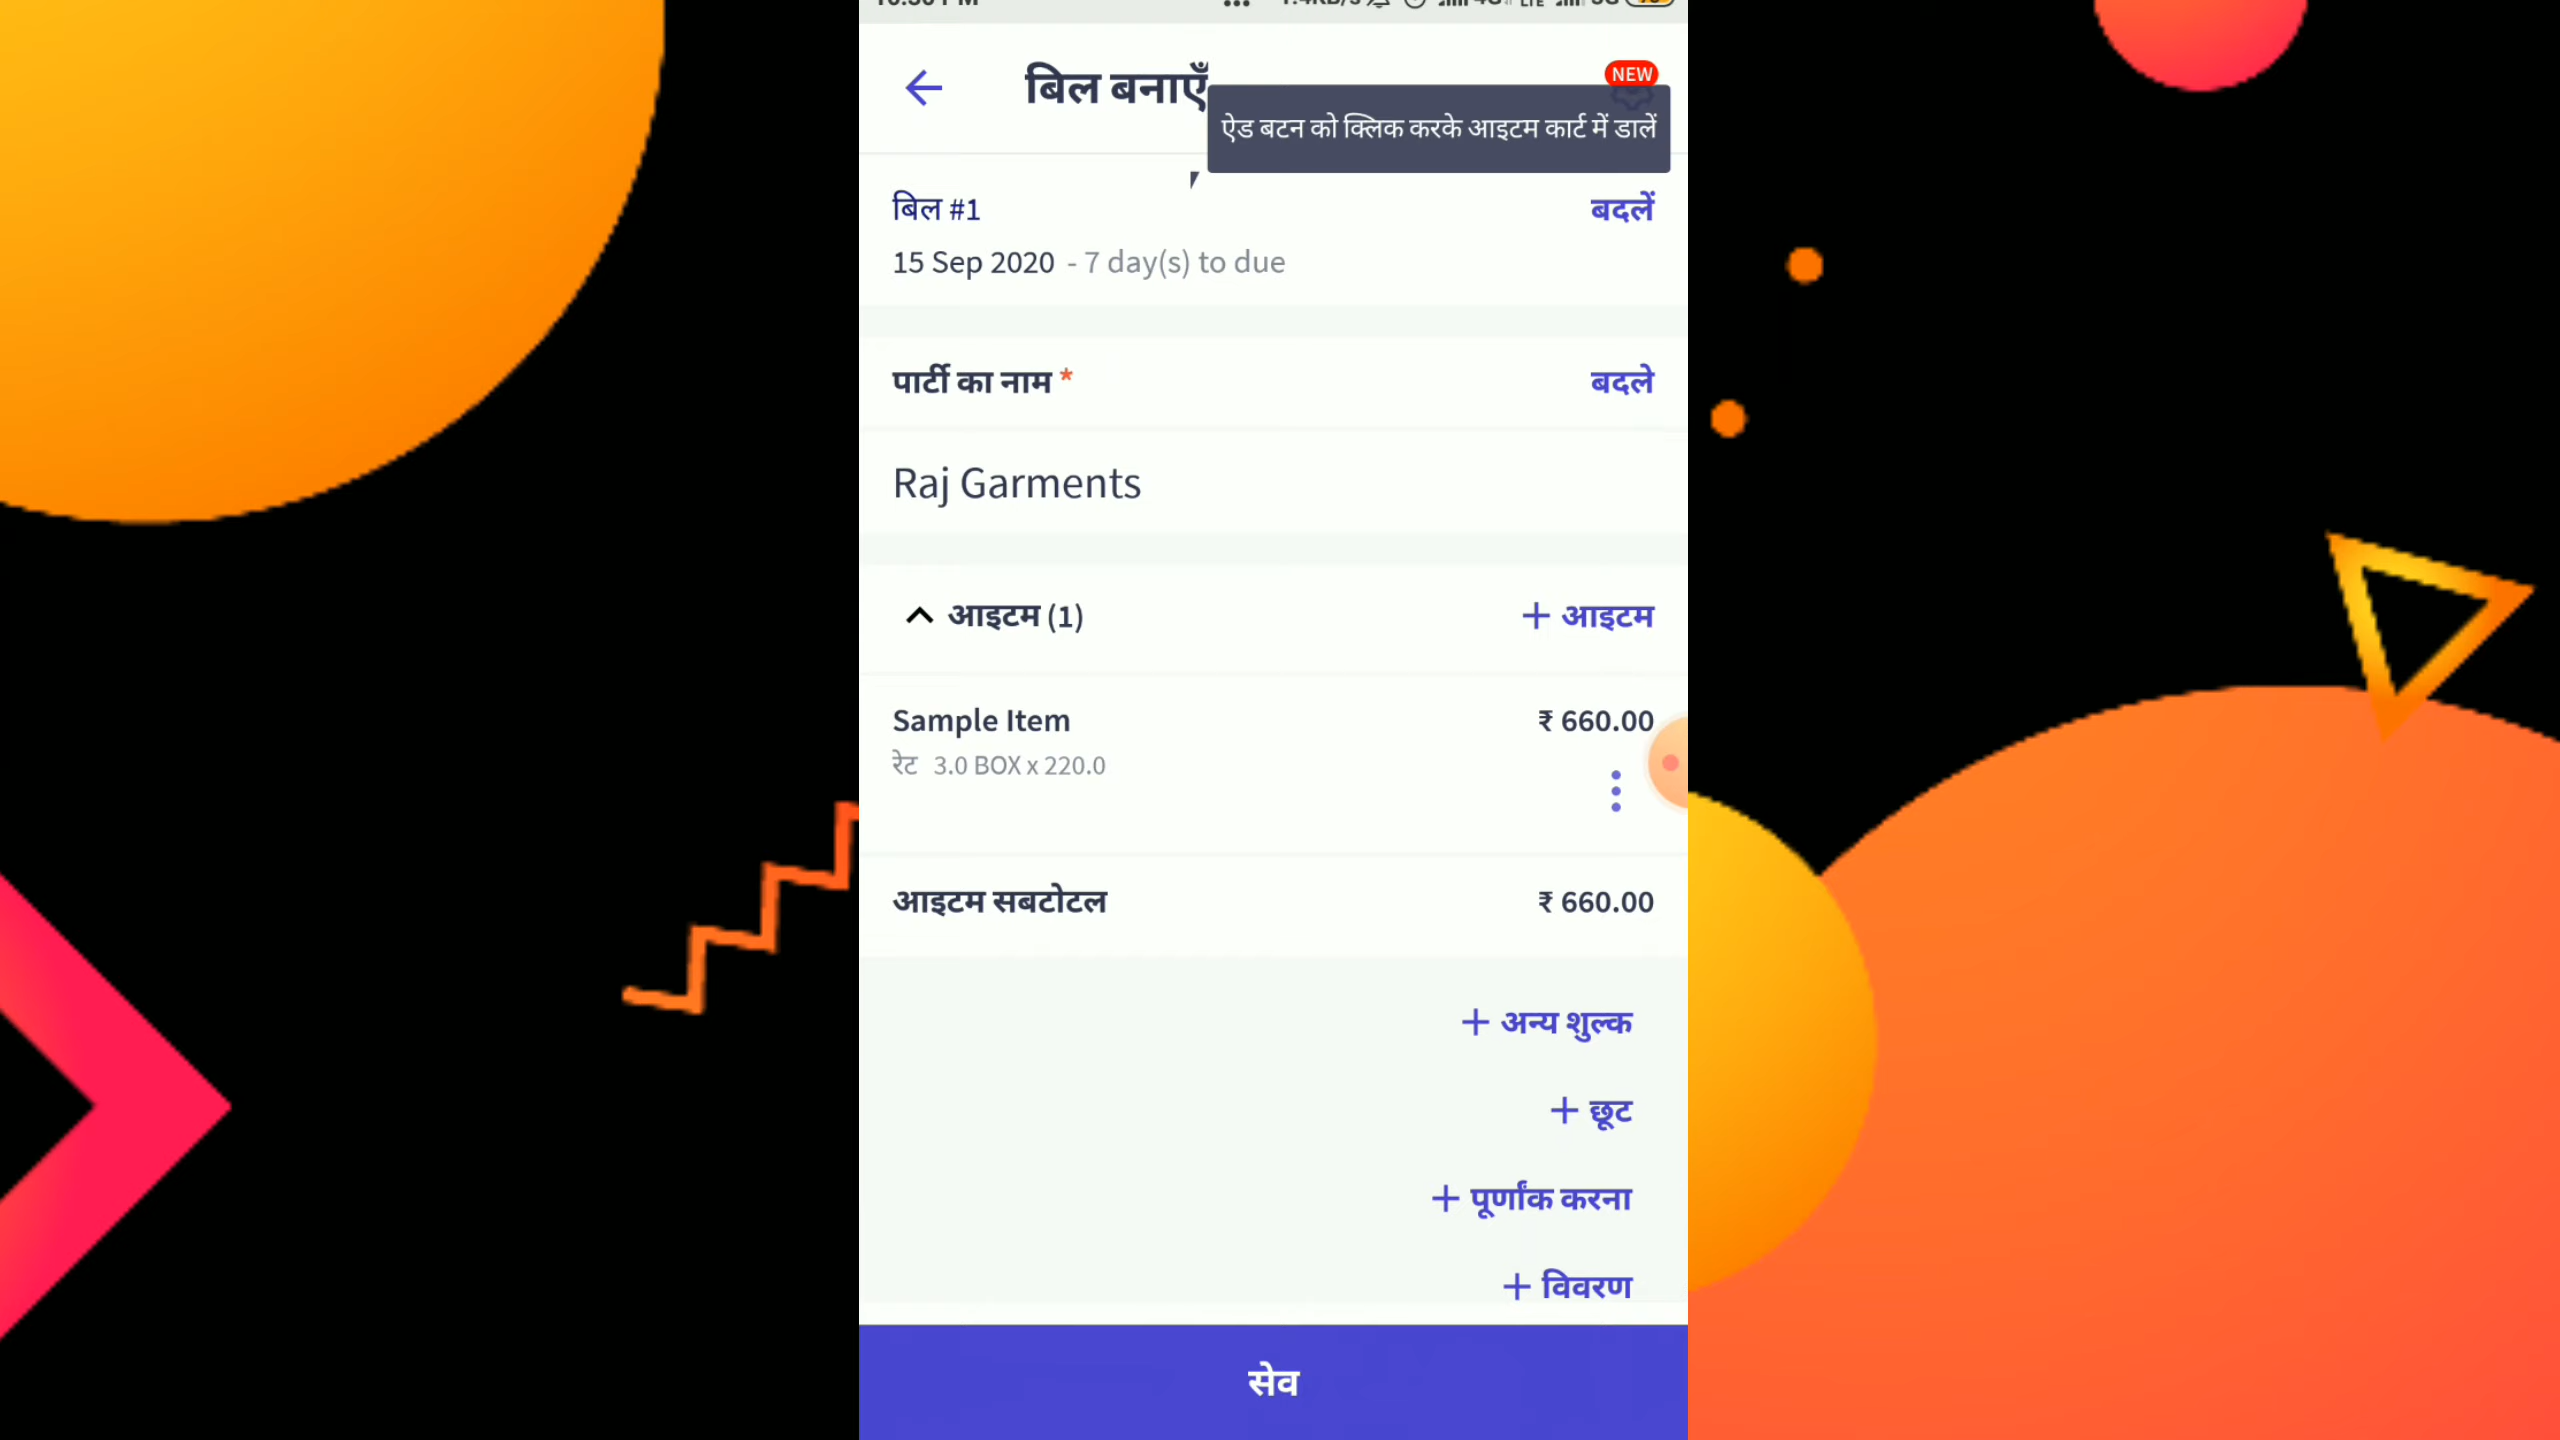 बिल बनाएँ
NEW
ऐड बटन को क्लिक करके आइटम कार्ट में डालें
बिल #1 बदलें
15 Sep 2020 - 7 day(s) to due
पार्टी का नाम * बदले
Raj Garments
आइटम (1) + आइटम
Sample Item ₹ 660.00
रेट 3.0 BOX x 220.0
आइटम सबटोटल ₹ 660.00
+ अन्य शुल्क
+ छूट
+ पूर्णांक करना
+ विवरण
सेव